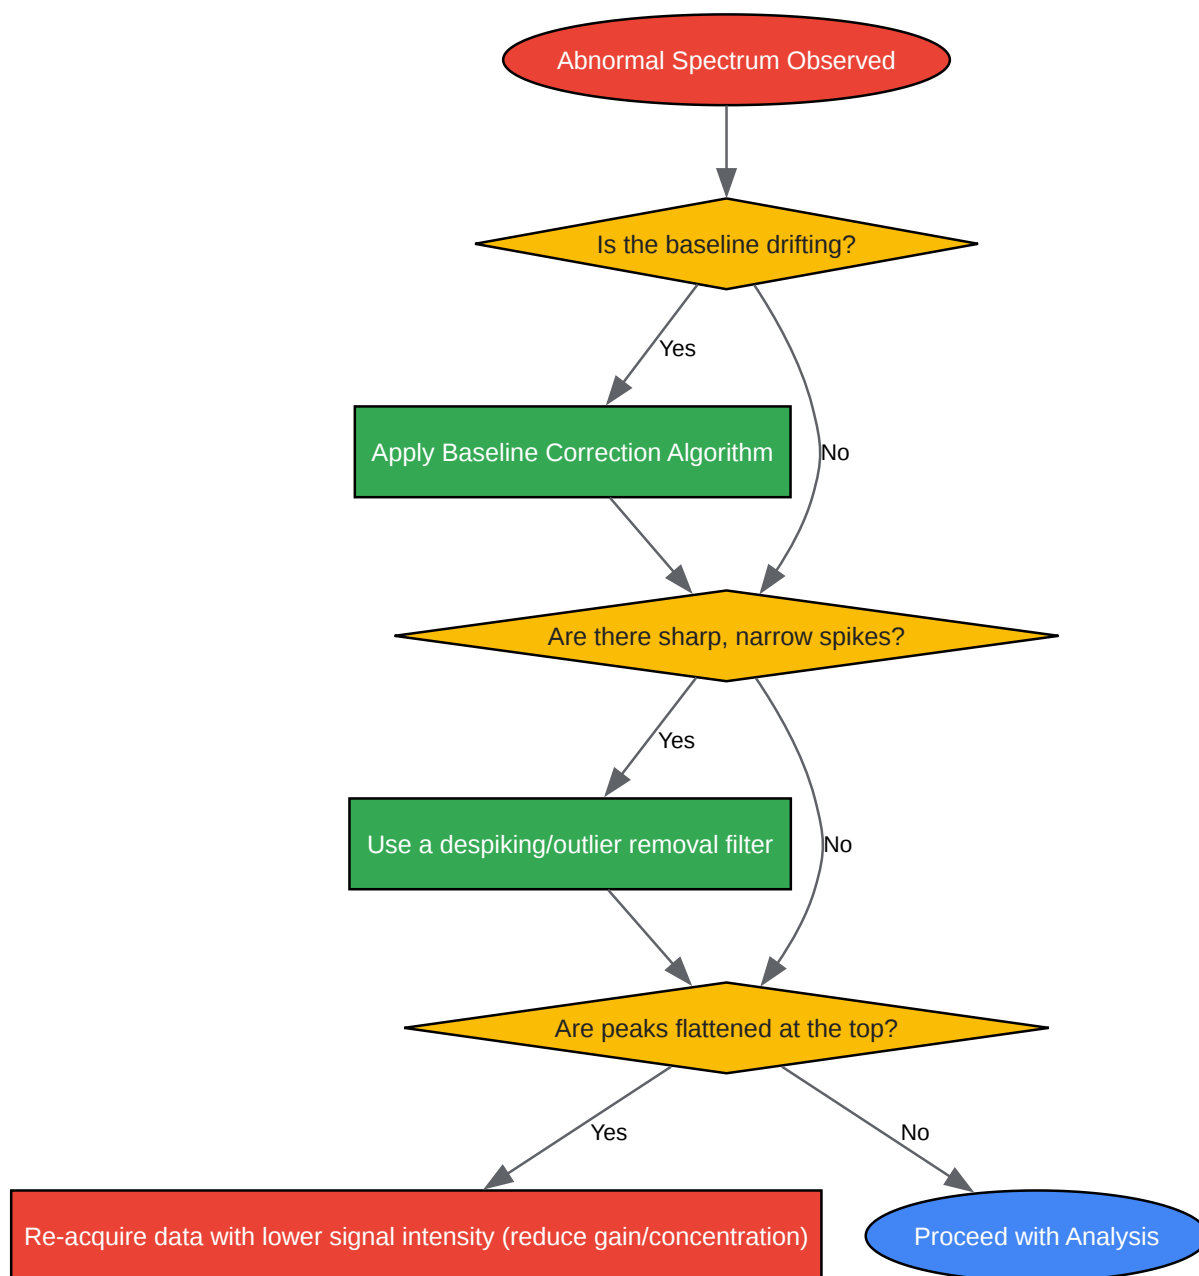 Abnormal Spectrum Observed
Is the baseline drifting?
Yes
Apply Baseline Correction Algorithm
No
Are there sharp, narrow spikes?
Yes
Use a despiking/outlier removal filter
No
Are peaks flattened at the top?
Yes
No
Re-acquire data with lower signal intensity (reduce gain/concentration)
Proceed with Analysis